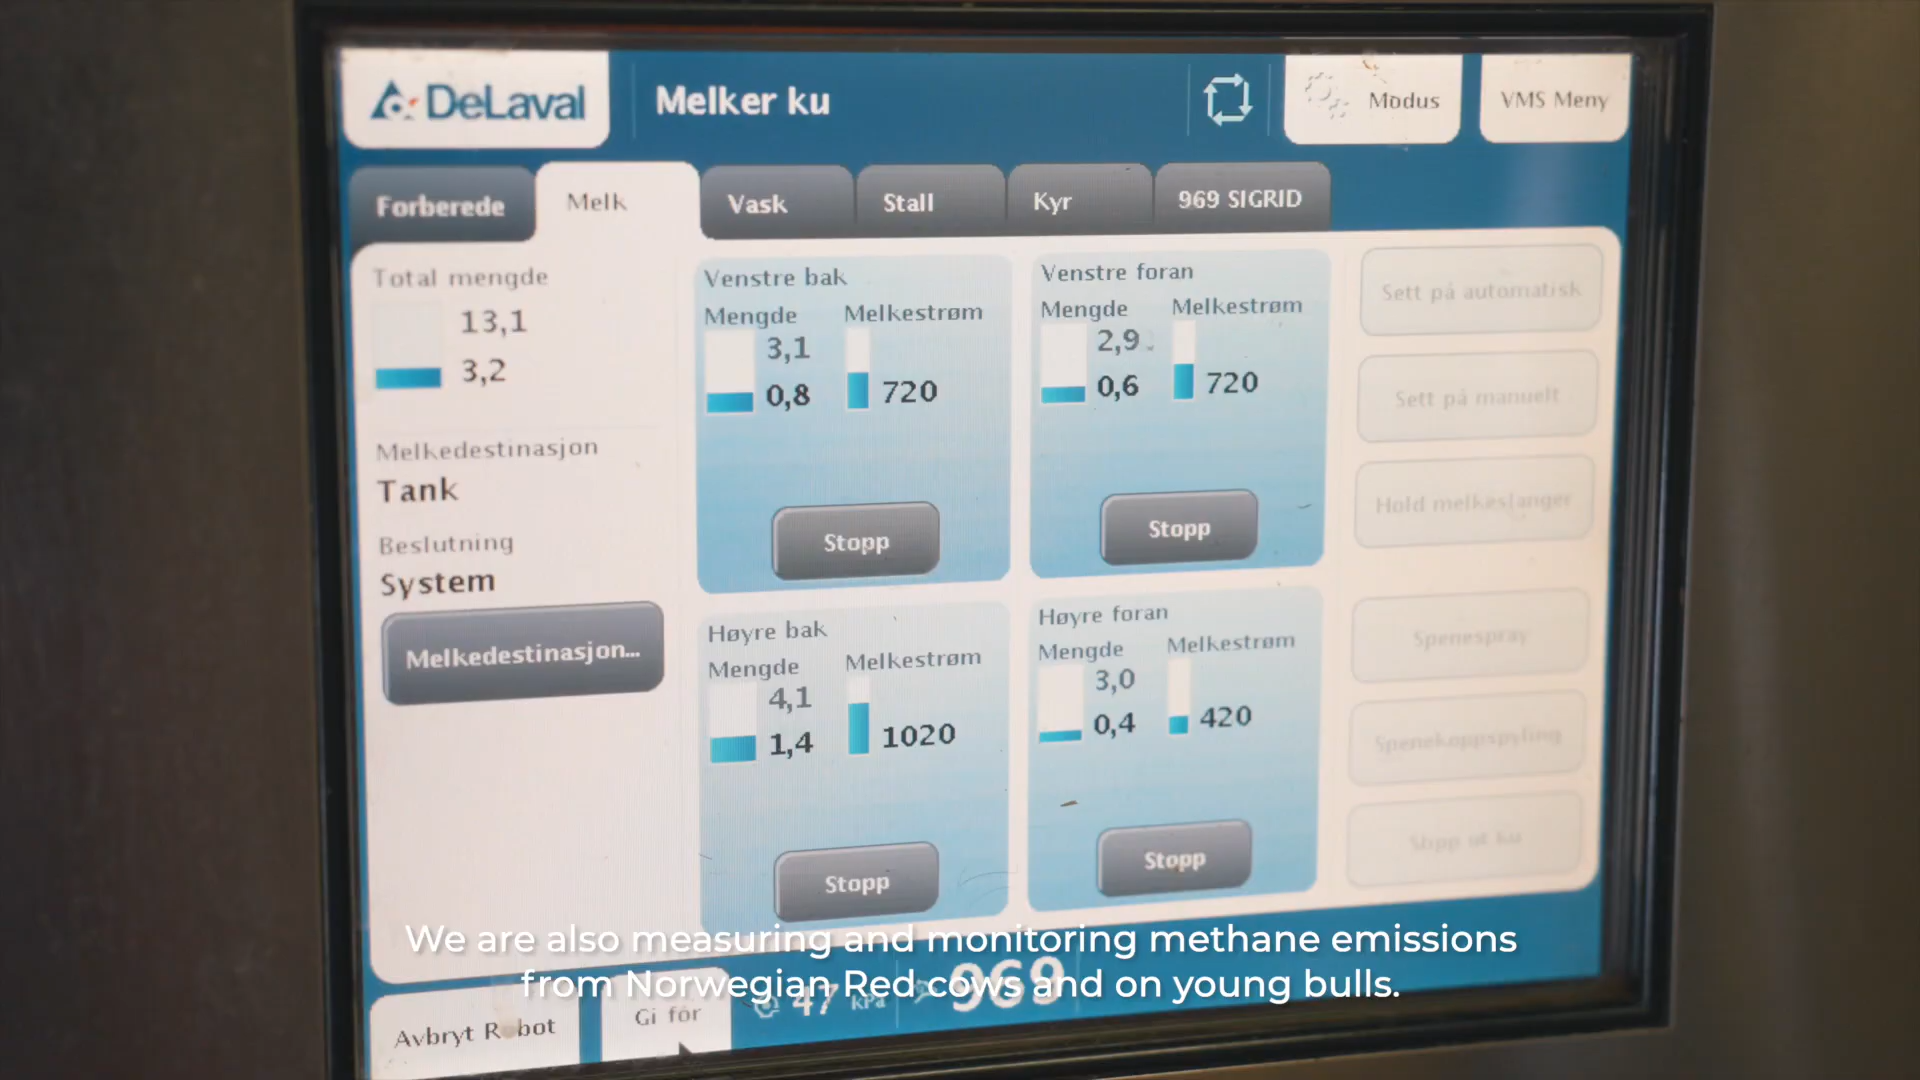 DeLaval
Melker ku
Modus
VMS Meny
Forberede
Melk
Vask
Stall
Kyr
969 SIGRID
Total mengde
13,1
3,2
Melkedestinasjon
Tank
Beslutning
System
Melkedestinasjon...
Venstre bak
Mengde
Melkestrøm
3,1
0,8
720
Stopp
Venstre foran
Mengde
Melkestrøm
2,9
0,6
720
Stopp
Høyre bak
Mengde
Melkestrøm
4,1
1,4
1020
Stopp
Høyre foran
Mengde
Melkestrøm
3,0
0,4
420
Stopp
Sett på automatisk
Sett på manuelt
Hold melkeslanger
Spenespray
Spenekoppspyling
We are also measuring and monitoring methane emissions
from Norwegian Red cows and on young bulls.
Avbryt Robot
Gi fôr
47 kPa
969